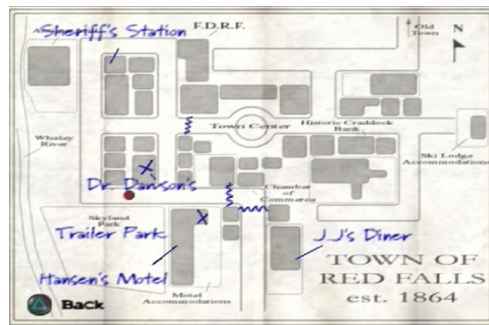 Sheriff's Station
F.D.R.F.
Old
Town
N
Town Center
Historic Craddock
Bank
Whaley
River
Ski Lodge
Accommodations
Dr. Dawson's
Chamber
of
Commerce
Skyland
Park
Trailer Park
J.J's Diner
Hansen's Motel
Motel
Accommodations
TOWN OF
RED FALLS
est. 1864
Back